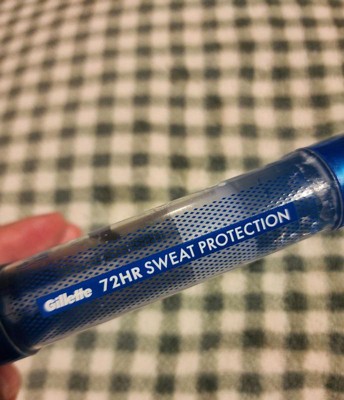 Gillette 72HR SWEAT PROTECTION